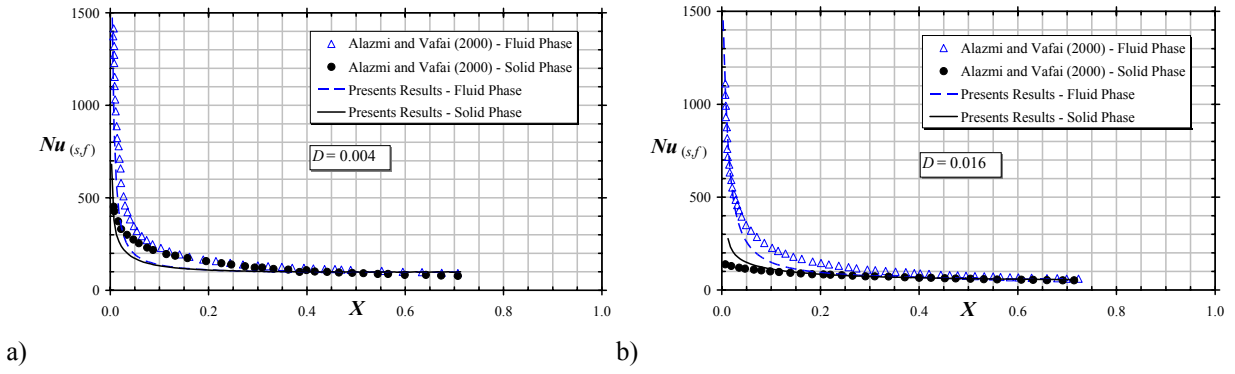 1500
1000
500
0
Nu (s,f)
Alazmi and Vafai (2000) - Fluid Phase
Alazmi and Vafai (2000) - Solid Phase
Presents Results - Fluid Phase
Presents Results - Solid Phase
D = 0.004
0.0 0.2 0.4 0.6 0.8 1.0
X
a)
1500
1000
500
0
Nu (s,f)
Alazmi and Vafai (2000) - Fluid Phase
Alazmi and Vafai (2000) - Solid Phase
Presents Results - Fluid Phase
Presents Results - Solid Phase
D = 0.016
0.0 0.2 0.4 0.6 0.8 1.0
X
b)